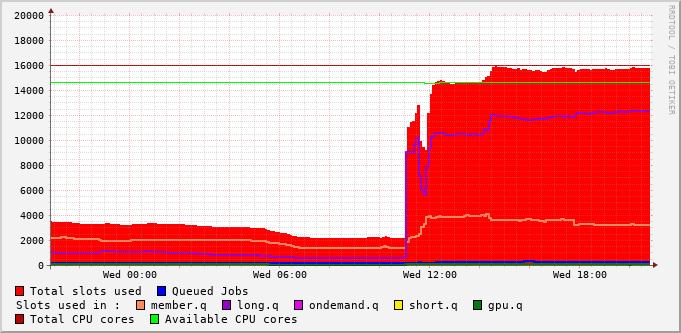 RRDTOOL / TOBI OETIKER
20000
18000
16000
14000
12000
10000
8000
6000
4000
2000
0
Wed 00:00 Wed 06:00 Wed 12:00 Wed 18:00
Total slots used Queued Jobs
Slots used in : member.q long.q ondemand.q short.q gpu.q
Total CPU cores Available CPU cores